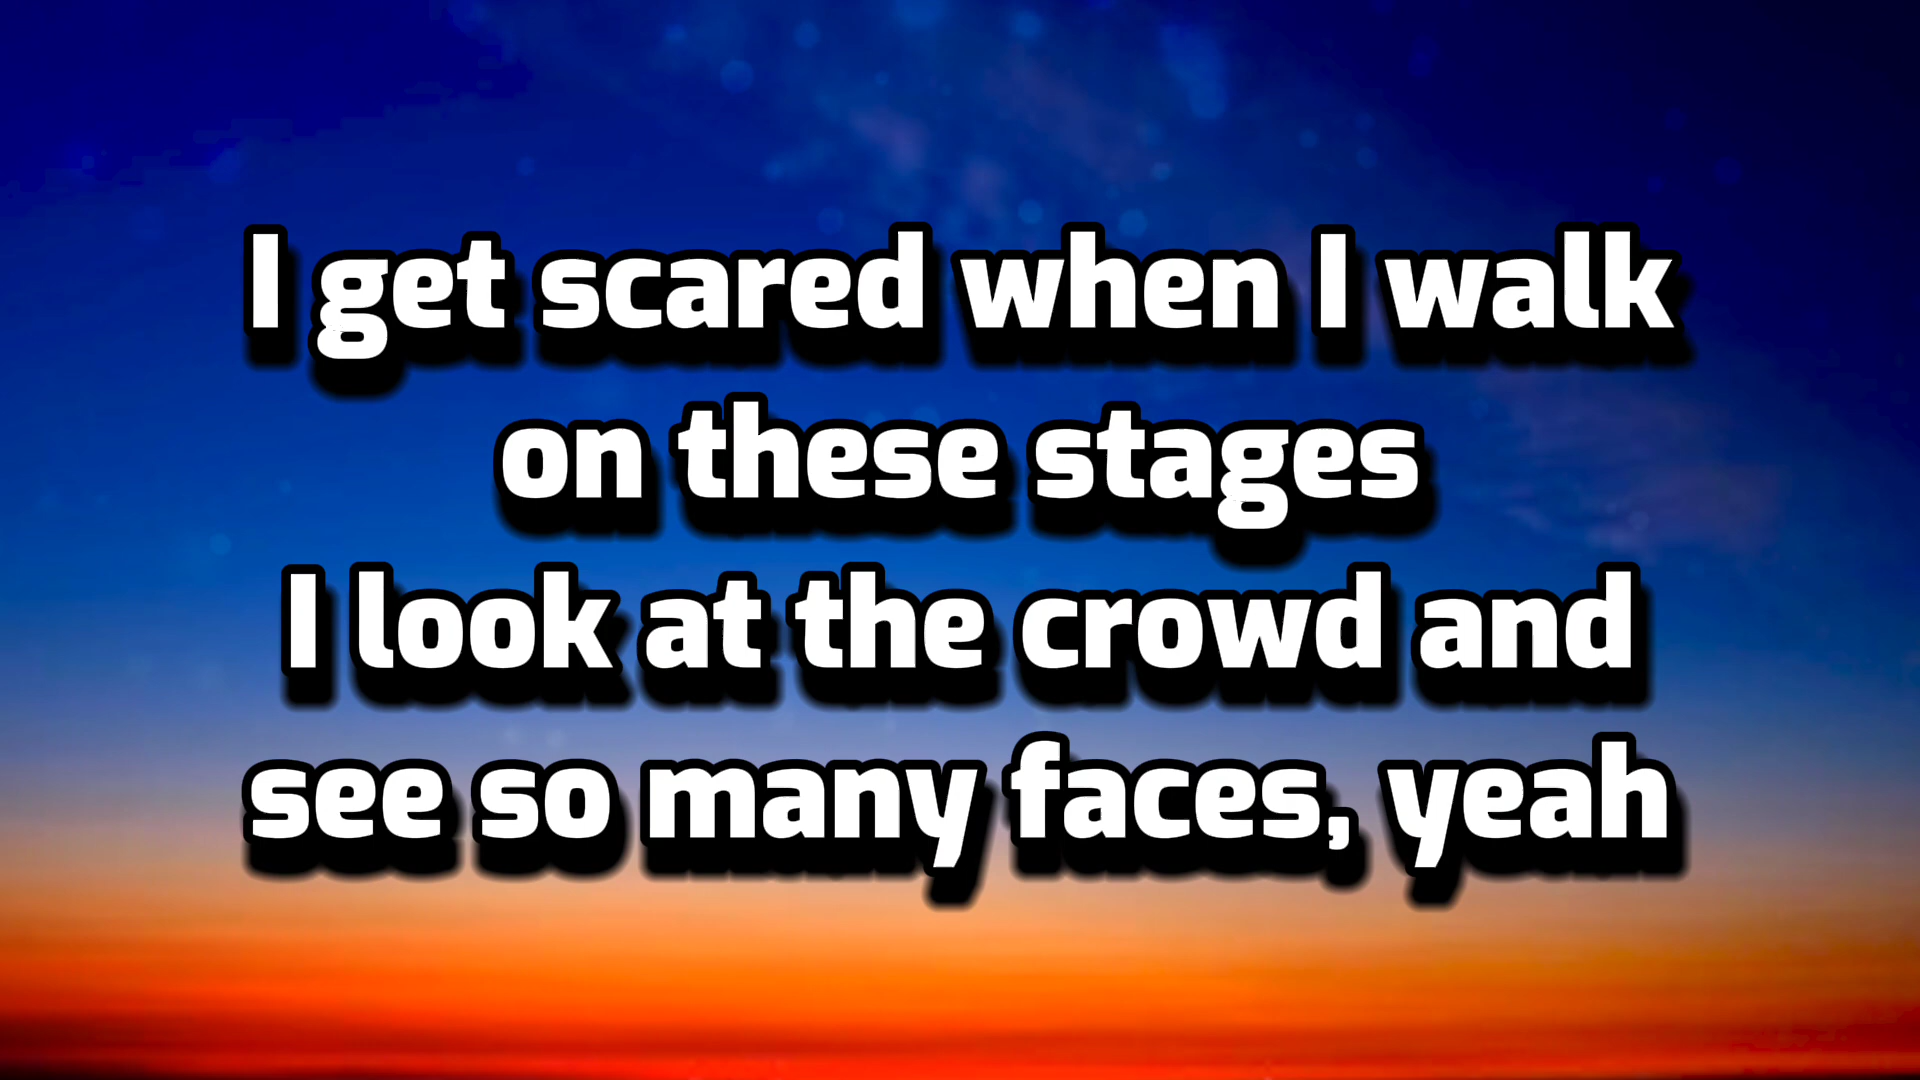 I get scared when I walk
on these stages
I look at the crowd and
see so many faces, yeah